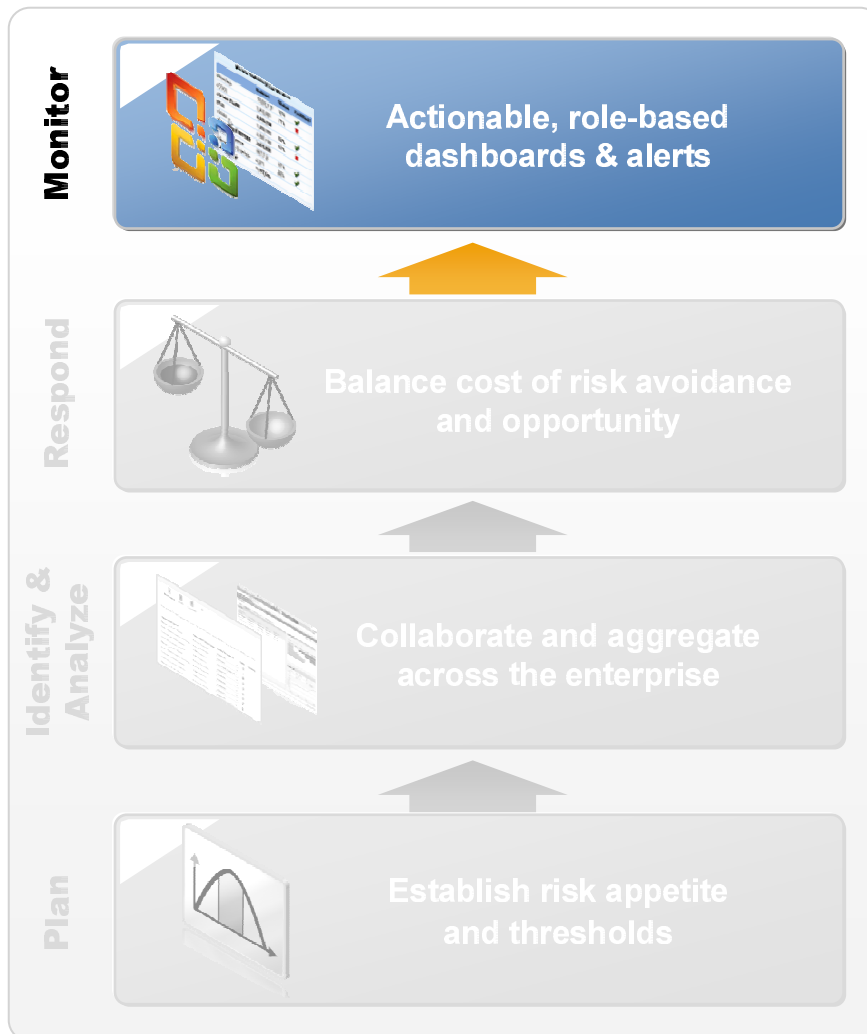 Monitor
Actionable, role-based
dashboards & alerts
Respond
Balance cost of risk avoidance
and opportunity
Identify &
Analyze
Collaborate and aggregate
across the enterprise
Plan
Establish risk appetite
and thresholds